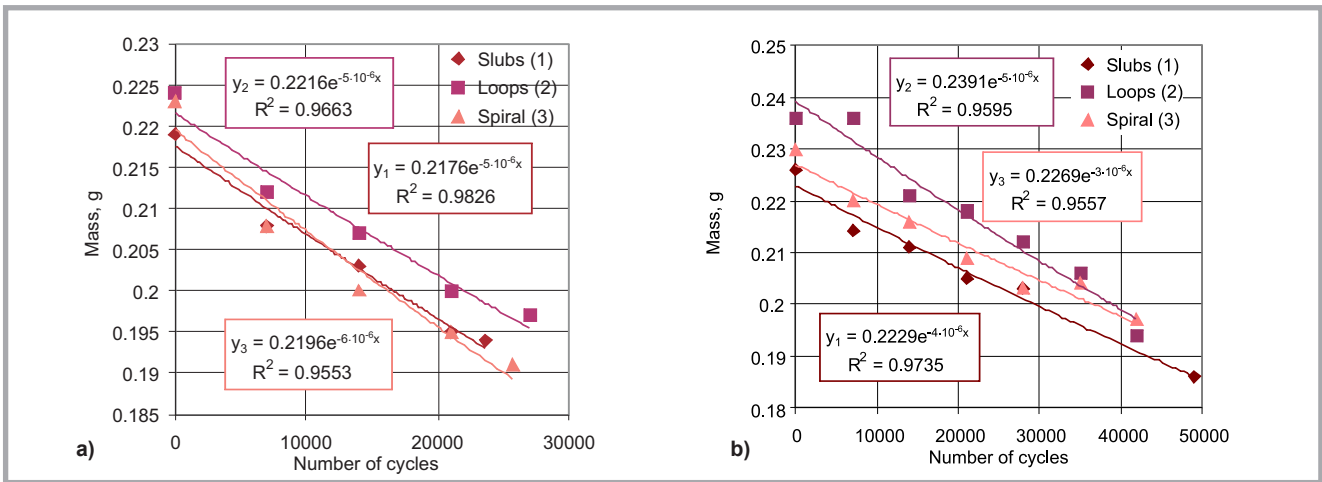 0.23
0.225
0.22
0.215
0.21
0.205
0.2
0.195
0.19
0.185
Mass, g
y₂ = 0.2216e^-5·10^-6x
R² = 0.9663
Slubs (1)
Loops (2)
Spiral (3)
y₁ = 0.2176e^-5·10^-6x
R² = 0.9826
y₃ = 0.2196e^-6·10^-6x
R² = 0.9553
0 10000 20000 30000
Number of cycles
a)
0.25
0.24
0.23
0.22
0.21
0.2
0.19
0.18
Mass, g
y₂ = 0.2391e^-5·10^-6x
R² = 0.9595
Slubs (1)
Loops (2)
Spiral (3)
y₃ = 0.2269e^-3·10^-6x
R² = 0.9557
y₁ = 0.2229e^-4·10^-6x
R² = 0.9735
0 10000 20000 30000 40000 50000
Number of cycles
b)